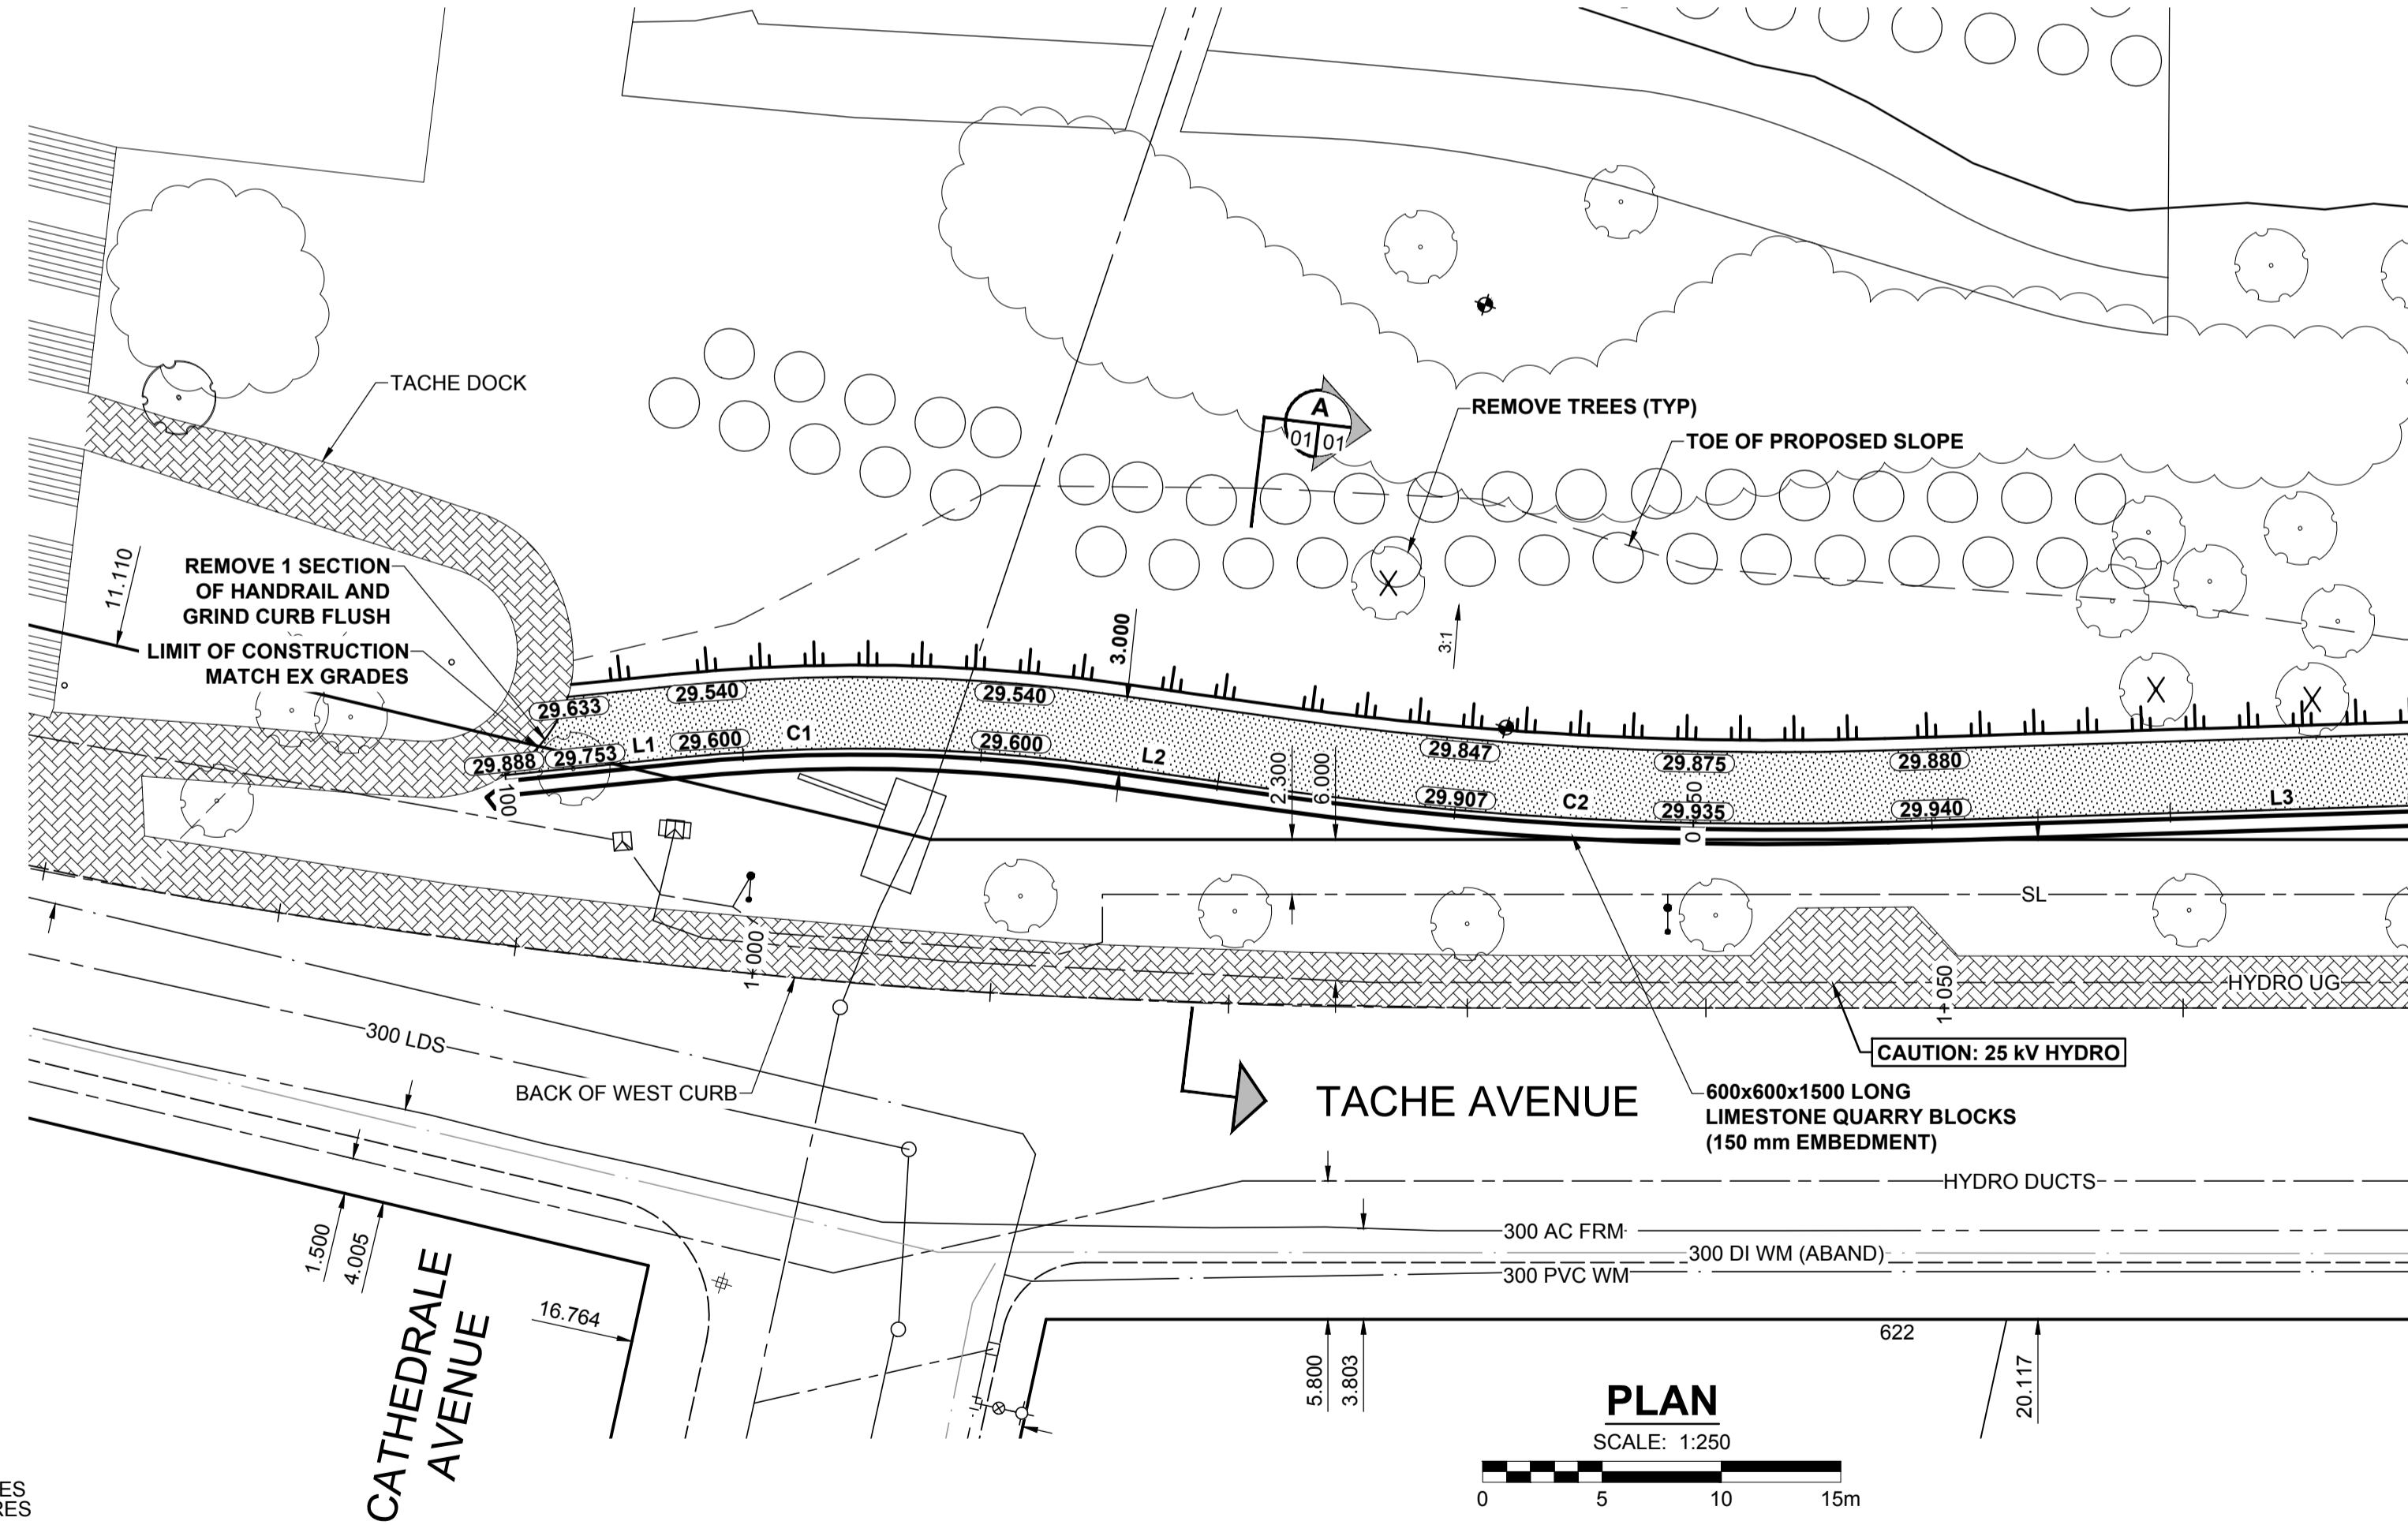 TACHE DOCK
A
01 01
REMOVE TREES (TYP)
TOE OF PROPOSED SLOPE
11.110
REMOVE 1 SECTION
OF HANDRAIL AND
GRIND CURB FLUSH
LIMIT OF CONSTRUCTION
MATCH EX GRADES
3.000
3:1
29.633
29.540
29.540
29.888
29.753
L1
29.600
C1
29.600
L2
29.847
29.875
29.880
29.907
C2
29.935
29.940
L3
100
2.300
6.000
50
0
SL
1+000
1+050
HYDRO UG
300 LDS
BACK OF WEST CURB
TACHE AVENUE
CAUTION: 25 kV HYDRO
600x600x1500 LONG
LIMESTONE QUARRY BLOCKS
(150 mm EMBEDMENT)
HYDRO DUCTS
300 AC FRM
300 DI WM (ABAND)
300 PVC WM
1.500
4.005
16.764
CATHEDRALE
AVENUE
5.800
3.803
622
20.117
PLAN
SCALE: 1:250
0 5 10 15m
ES
RES